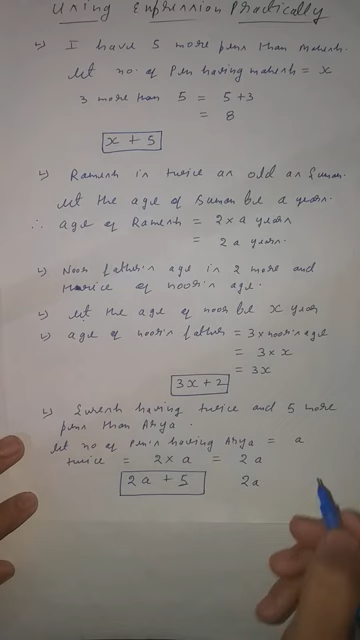 Using Expression Practically
↳ I have 5 more pens than Mahesh.
let no. of Pen having mahesh = x
3 more than 5 = 5+3
= 8
x + 5
↳ Ramesh is twice as old as Suman.
let the age of Suman be a years.
∴ age of Ramesh = 2 x a years
= 2a years.
↳ Noor father's age is 2 more and
thrice of noor's age.
↳ let the age of noor be x years
↳ age of noor's father = 3 x noor's age
= 3 x x
= 3x
3x + 2
↳ Suresh having twice and 5 more
pens than Arya.
let no of Pen's having Arya = a
twice = 2 x a = 2a
2a + 5 2a